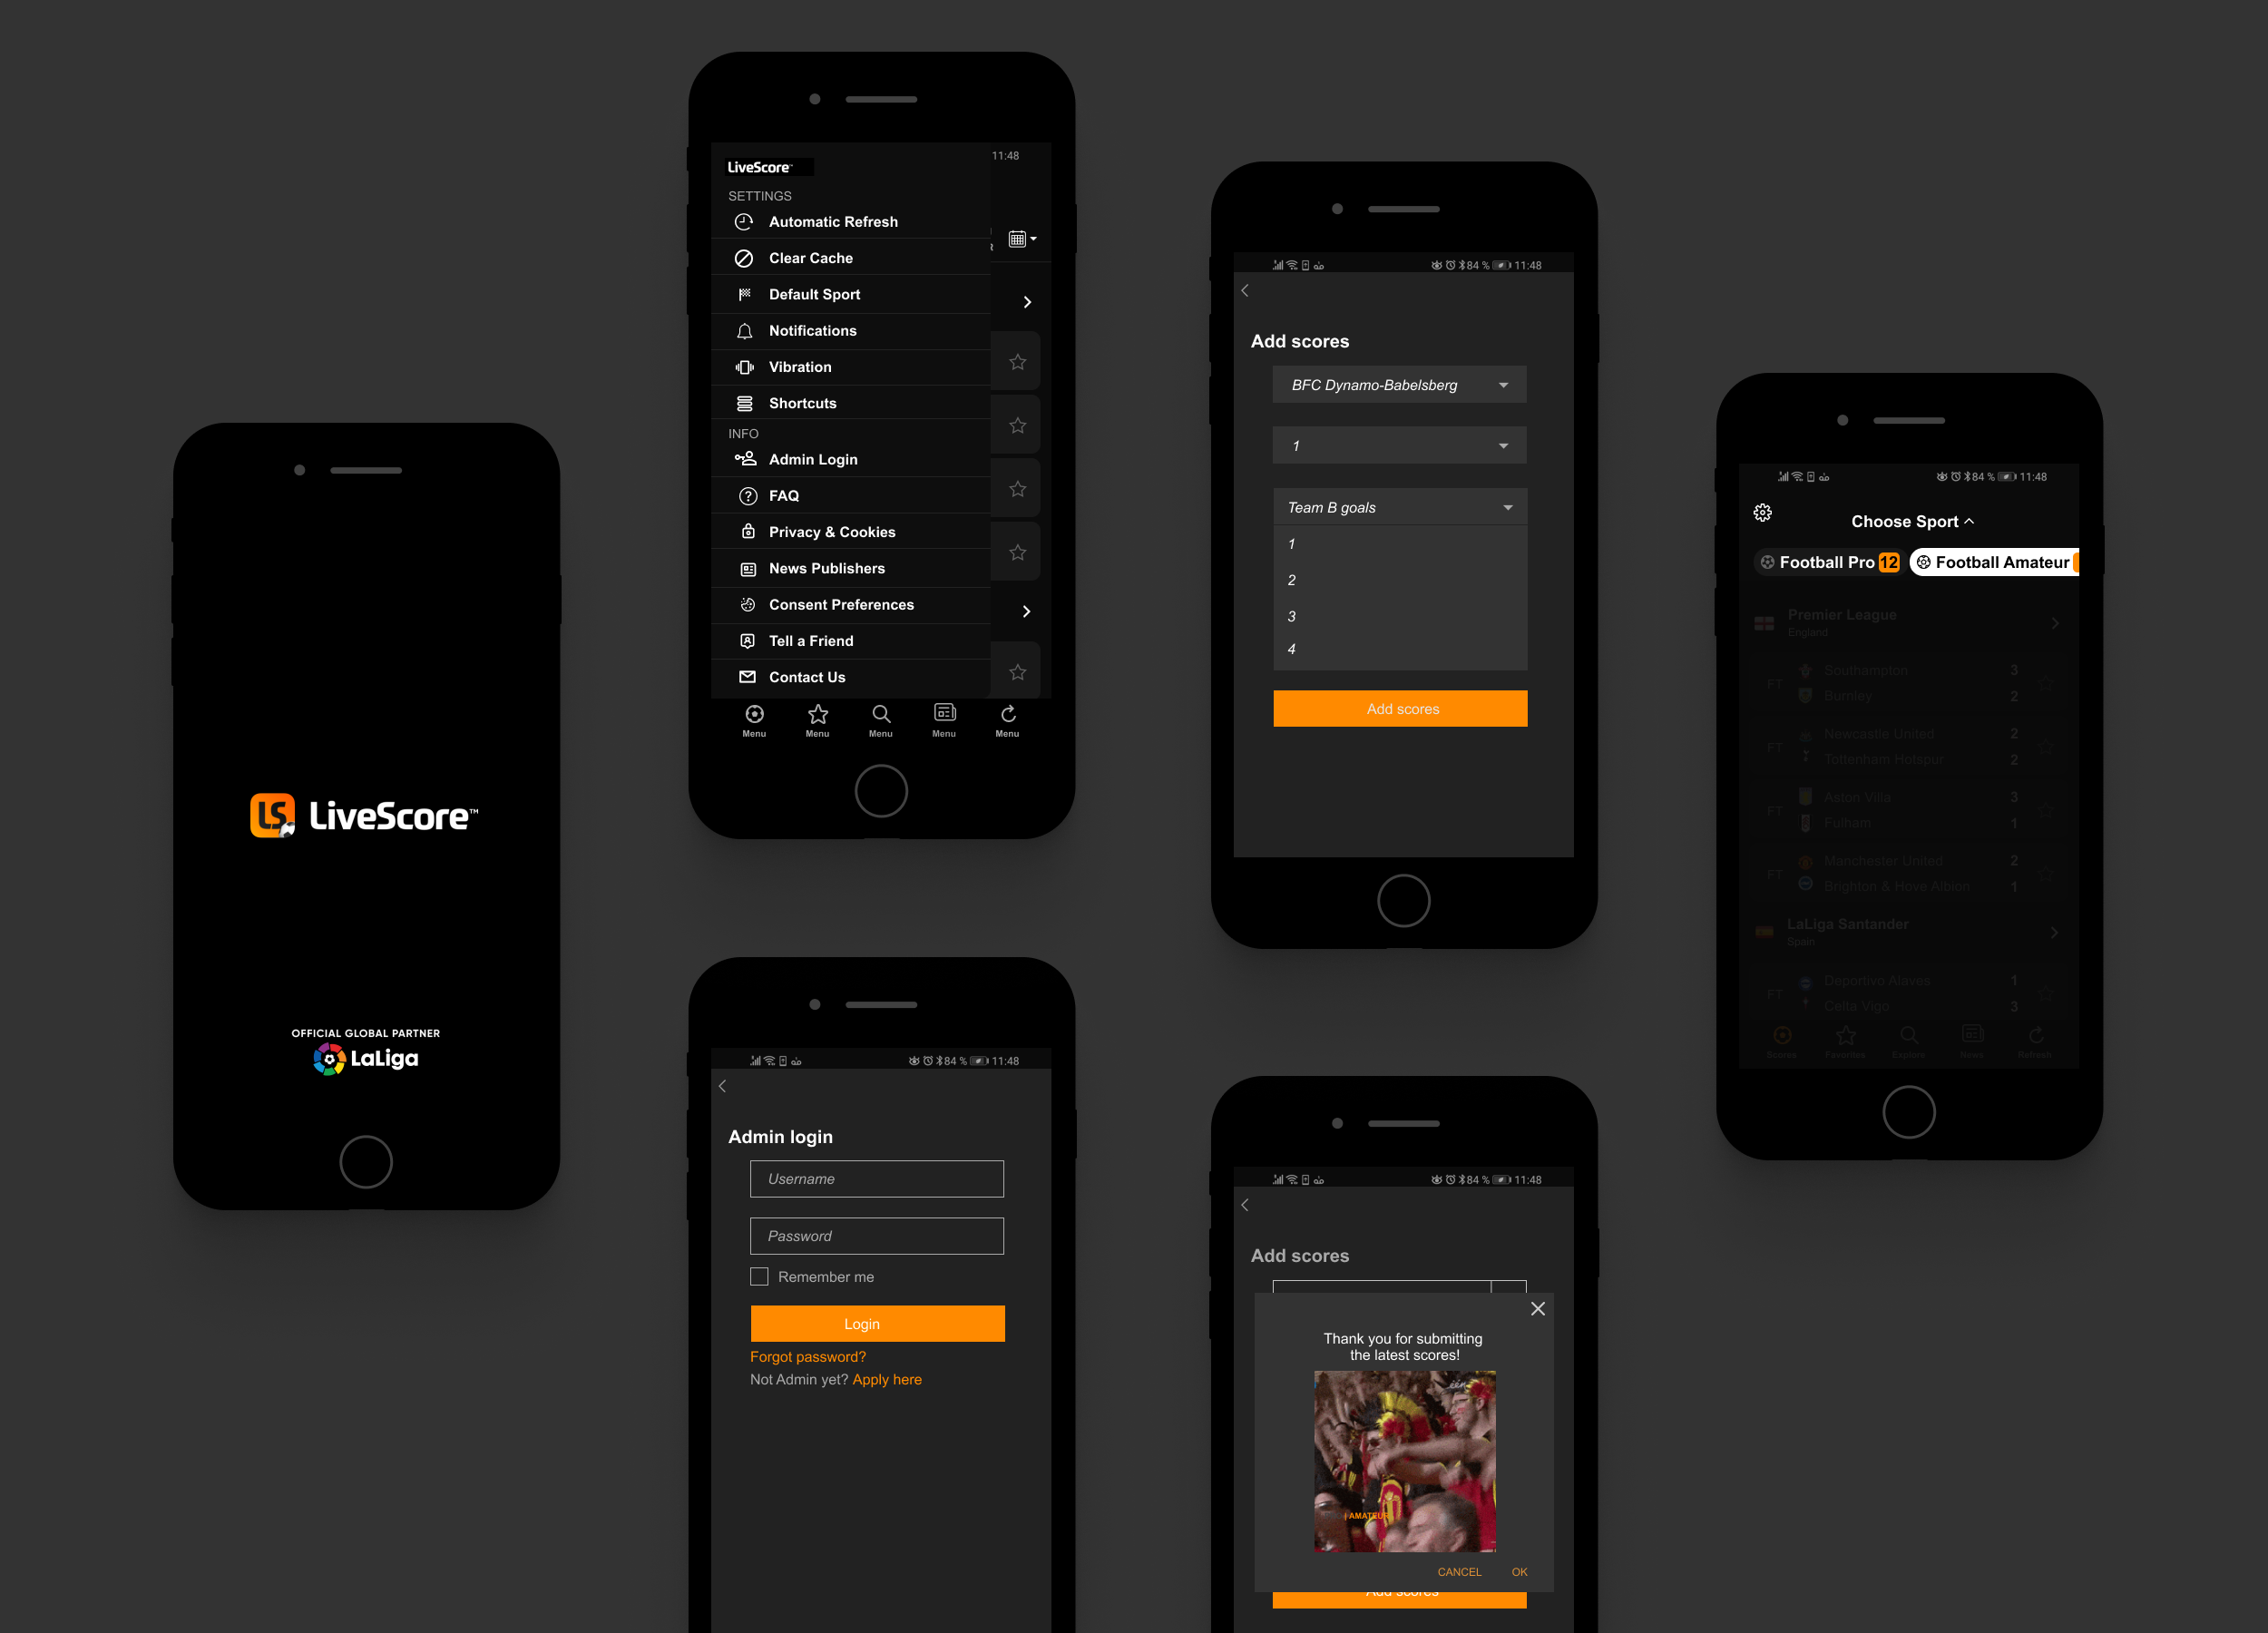 LS LiveScore™
OFFICIAL GLOBAL PARTNER
LaLiga
LiveScore™
11:48
SETTINGS
Automatic Refresh
Clear Cache
Default Sport
Notifications
Vibration
Shortcuts
INFO
Admin Login
FAQ
Privacy & Cookies
News Publishers
Consent Preferences
Tell a Friend
Contact Us
Menu Menu Menu Menu Menu
84 % 11:48
Admin login
Username
Password
Remember me
Login
Forgot password?
Not Admin yet? Apply here
84 % 11:48
Add scores
BFC Dynamo-Babelsberg
1
Team B goals
1
2
3
4
Add scores
84 % 11:48
Add scores
Thank you for submitting
the latest scores!
één
| AMATEUR
CANCEL OK
Add scores
84 % 11:48
Choose Sport
Football Pro 12 Football Amateur
Premier League
England
FT
Southampton 3
Burnley 2
FT
Newcastle United 2
Tottenham Hotspur 2
FT
Aston Villa 3
Fulham 1
FT
Manchester United 2
Brighton & Hove Albion 1
LaLiga Santander
Spain
FT
Deportivo Alaves 1
Celta Vigo 3
Scores Favorites Explore News Refresh